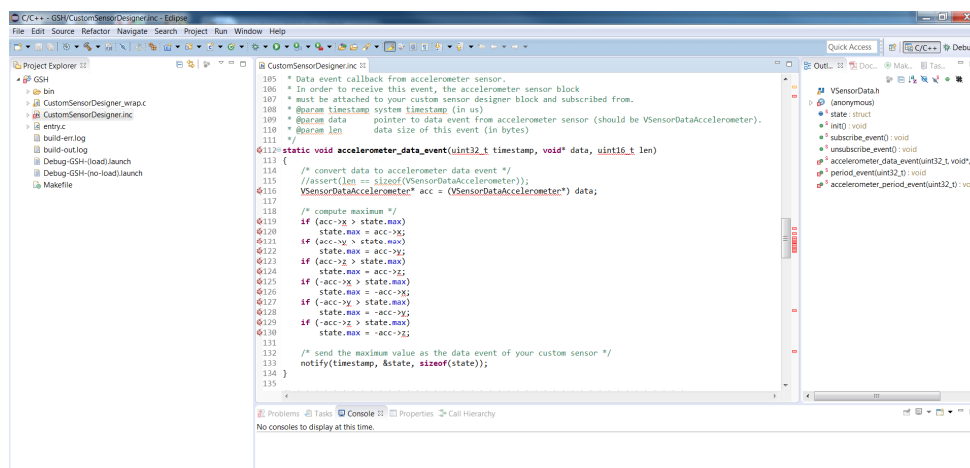 C/C++ - GSH/CustomSensorDesigner.inc - Eclipse
File Edit Source Refactor Navigate Search Project Run Window Help
Quick Access
C/C++
Debu
Project Explorer
GSH
bin
CustomSensorDesigner_wrap.c
CustomSensorDesigner.inc
entry.c
build-err.log
build-out.log
Debug-GSH-(load).launch
Debug-GSH-(no-load).launch
Makefile
CustomSensorDesigner.inc
105 * Data event callback from accelerometer sensor.
106 * In order to receive this event, the accelerometer sensor block
107 * must be attached to your custom sensor designer block and subscribed from.
108 * @param timestamp system timestamp (in us)
109 * @param data pointer to data event from accelerometer sensor (should be VSensorDataAccelerometer).
110 * @param len data size of this event (in bytes)
111 */
112 static void accelerometer_data_event(uint32_t timestamp, void* data, uint16_t len)
113 {
114 /* convert data to accelerometer data event */
115 //assert(len == sizeof(VSensorDataAccelerometer));
116 VSensorDataAccelerometer* acc = (VSensorDataAccelerometer*) data;
117
118 /* compute maximum */
119 if (acc->x > state.max)
120 state.max = acc->x;
121 if (acc->y > state.max)
122 state.max = acc->y;
123 if (acc->z > state.max)
124 state.max = acc->z;
125 if (-acc->x > state.max)
126 state.max = -acc->x;
127 if (-acc->y > state.max)
128 state.max = -acc->y;
129 if (-acc->z > state.max)
130 state.max = -acc->z;
131
132 /* send the maximum value as the data event of your custom sensor */
133 notify(timestamp, &state, sizeof(state));
134 }
135
Outl...
Doc...
Mak..
Tas..
VSensorData.h
(anonymous)
state : struct
init() : void
subscribe_event() : void
unsubscribe_event() : void
accelerometer_data_event(uint32_t, void*,
period_event(uint32_t) : void
accelerometer_period_event(uint32_t) : vo
Problems Tasks Console Properties Call Hierarchy
No consoles to display at this time.